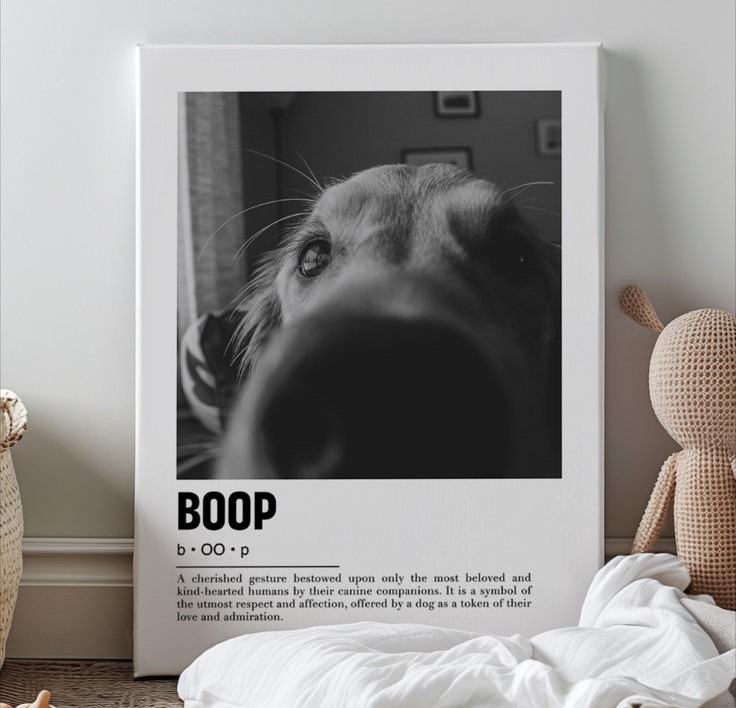 BOOP
b • OO • p
A cherished gesture bestowed upon only the most beloved and
kind-hearted humans by their canine companions. It is a symbol of
the utmost respect and affection, offered by a dog as a token of their
love and admiration.